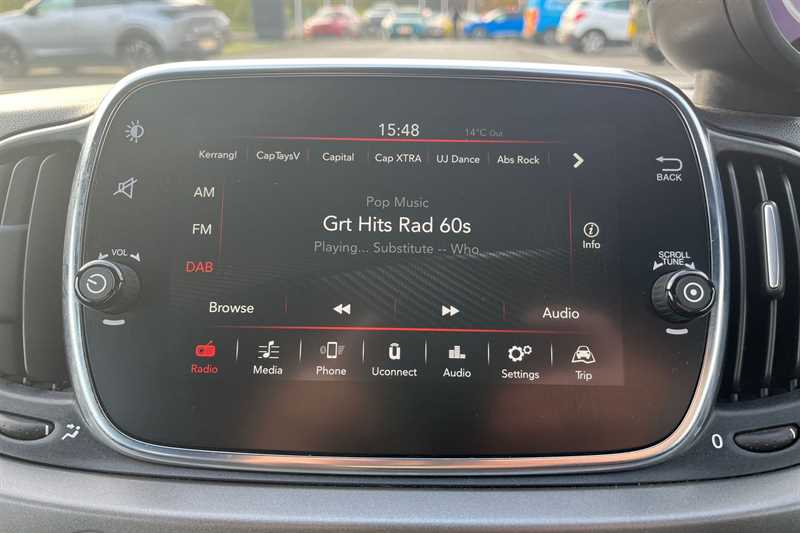 15:48
14°C Out
Kerrang!
CapTaysV
Capital
Cap XTRA
UJ Dance
Abs Rock
BACK
AM
Pop Music
FM
Grt Hits Rad 60s
Info
Playing... Substitute -- Who
DAB
VOL
SCROLL
TUNE
Browse
Audio
Radio
Media
Phone
Uconnect
Audio
Settings
Trip
0